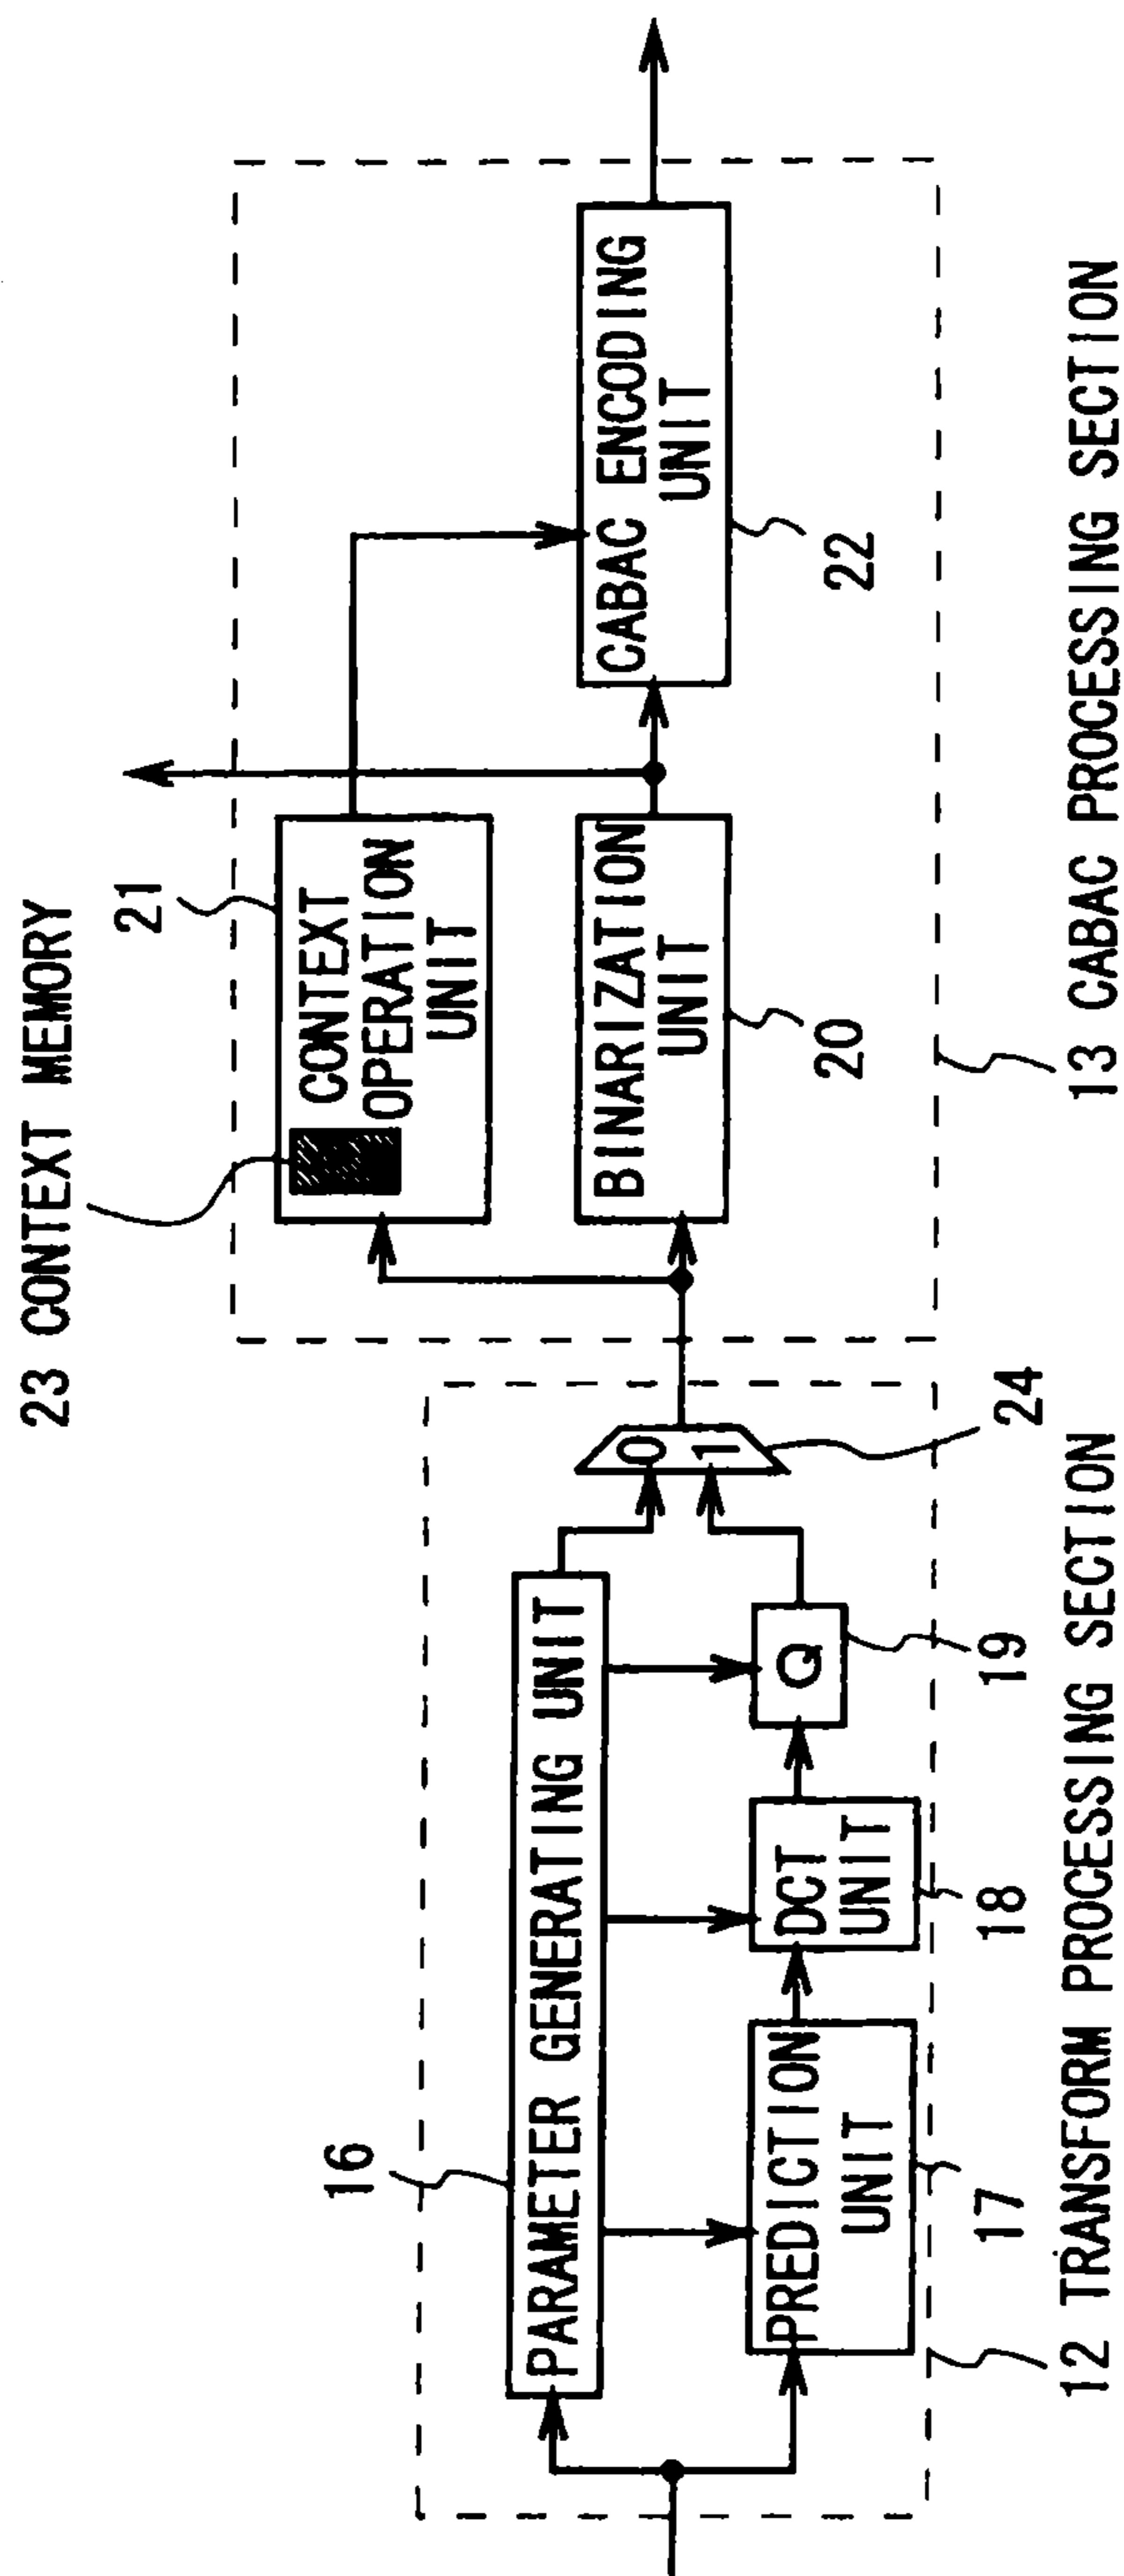 23 CONTEXT MEMORY
21
CONTEXT
OPERATION
UNIT
16
PARAMETER GENERATING UNIT
0
1
BINARIZATION
UNIT
20
CABAC ENCODING
UNIT
22
PREDICTION
UNIT
17
DCT
UNIT
18
Q
19
24
12 TRANSFORM PROCESSING SECTION
13 CABAC PROCESSING SECTION